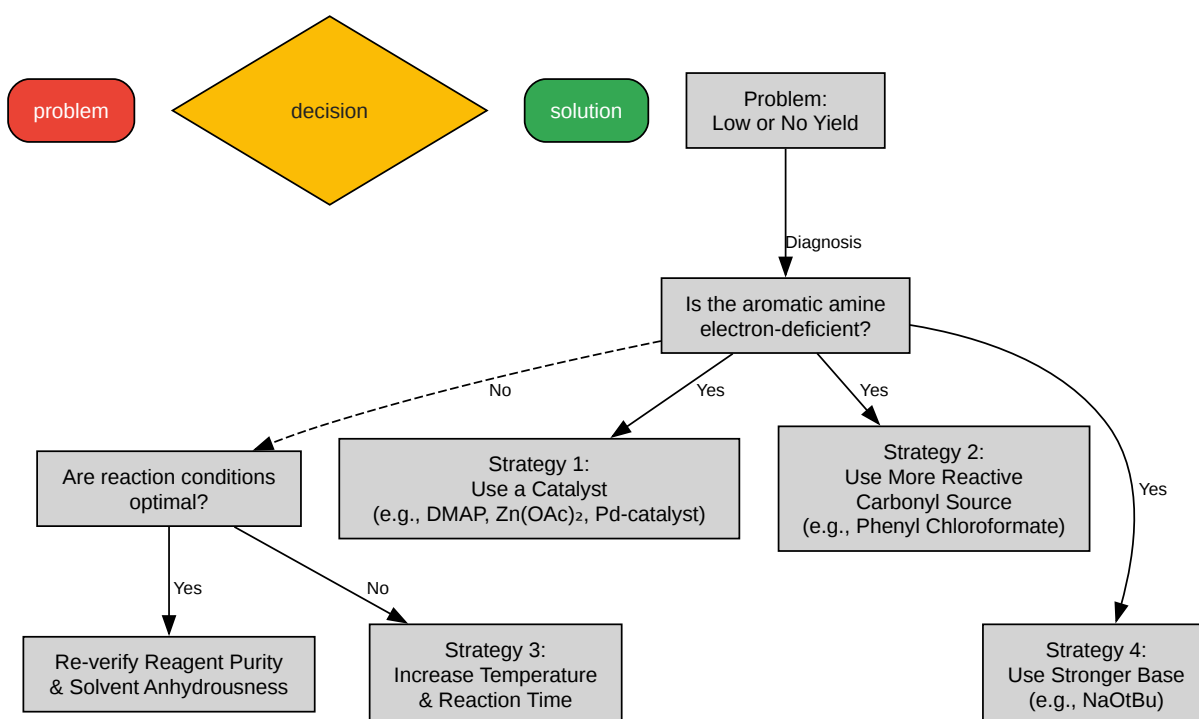 problem
decision
solution
Problem:
Low or No Yield
Diagnosis
Is the aromatic amine
electron-deficient?
No
Yes
Yes
Yes
Are reaction conditions
optimal?
Strategy 1:
Use a Catalyst
(e.g., DMAP, Zn(OAc)₂, Pd-catalyst)
Strategy 2:
Use More Reactive
Carbonyl Source
(e.g., Phenyl Chloroformate)
Yes
No
Re-verify Reagent Purity
& Solvent Anhydrousness
Strategy 3:
Increase Temperature
& Reaction Time
Strategy 4:
Use Stronger Base
(e.g., NaOtBu)